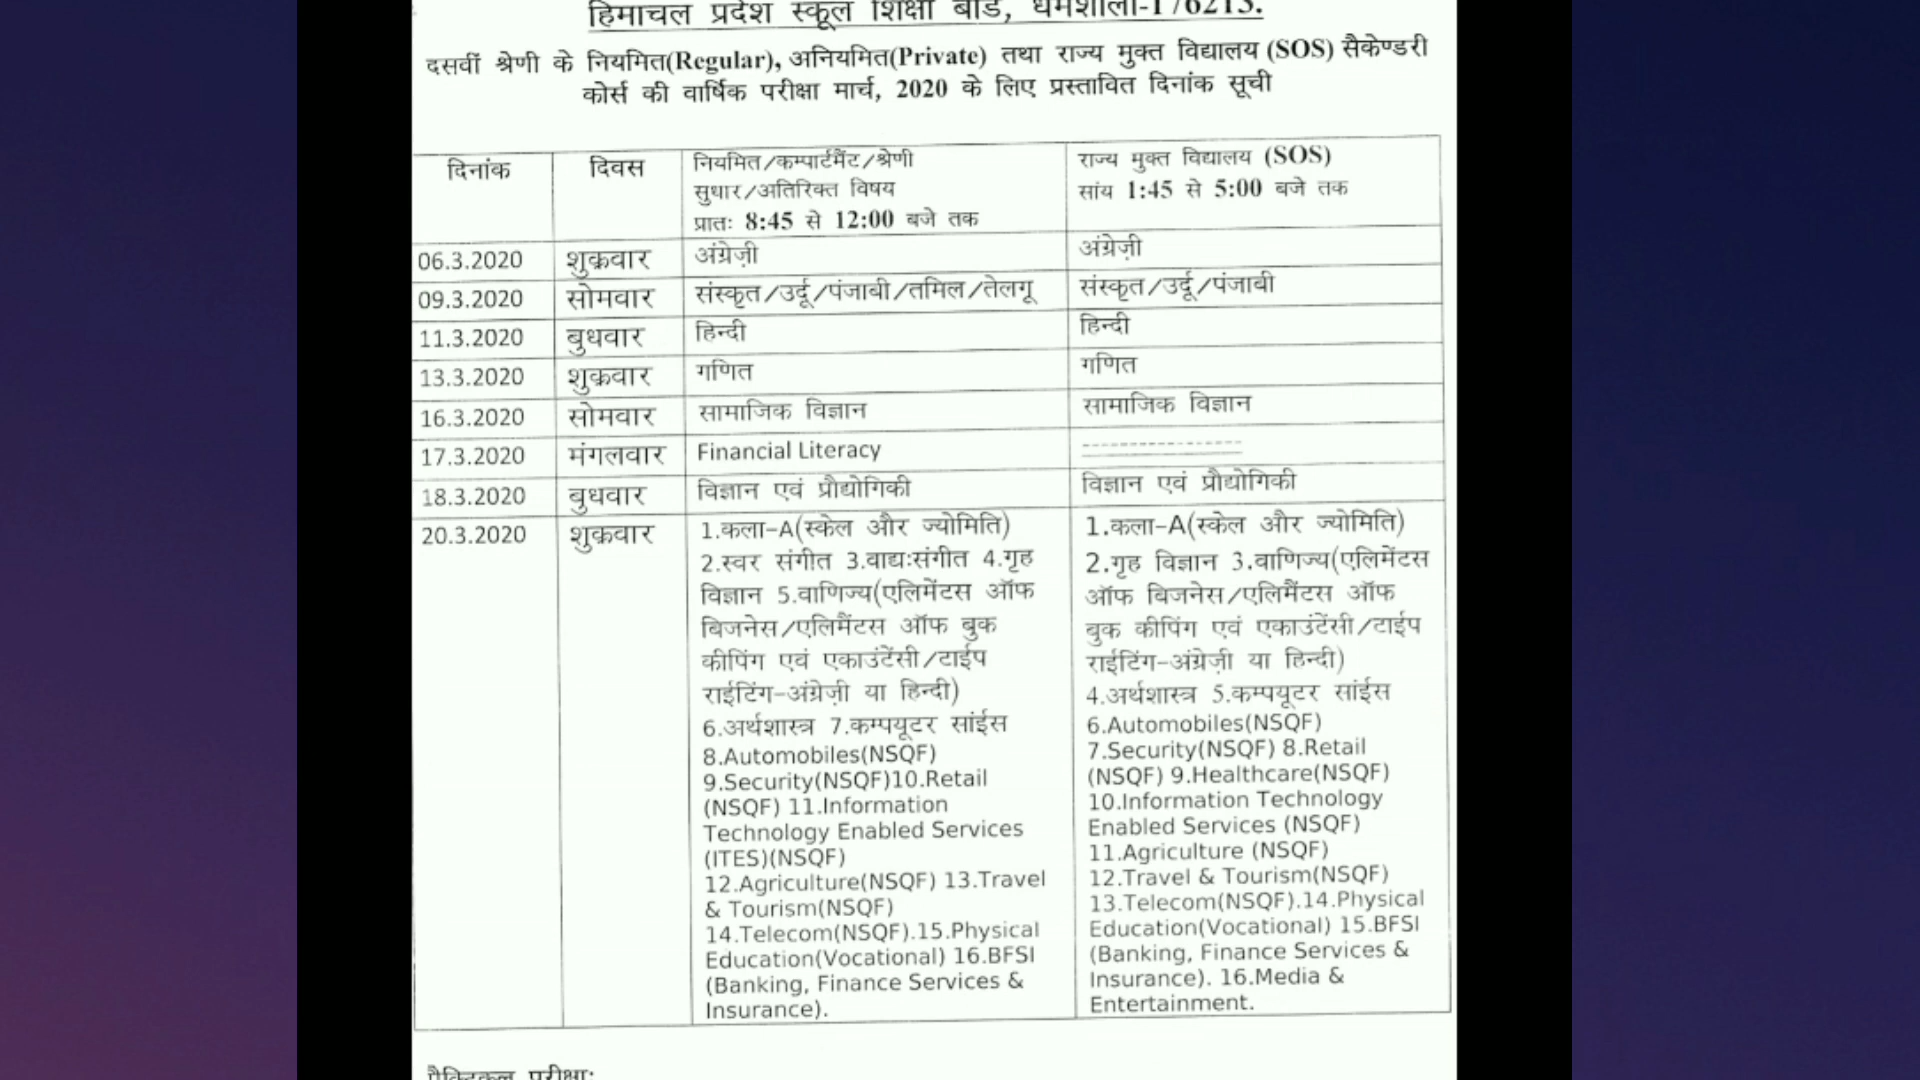 हिमाचल प्रदेश स्कूल शिक्षा बोर्ड, धर्मशाला-176213.
दसवीं श्रेणी के नियमित(Regular), अनियमित(Private) तथा राज्य मुक्त विद्यालय (SOS) सैकेण्डरी
कोर्स की वार्षिक परीक्षा मार्च, 2020 के लिए प्रस्तावित दिनांक सूची
दिनांक दिवस नियमित/कम्पार्टमैंट/श्रेणी
सुधार/अतिरिक्त विषय
प्रातः 8:45 से 12:00 बजे तक
राज्य मुक्त विद्यालय (SOS)
सांय 1:45 से 5:00 बजे तक
06.3.2020 शुक्रवार अंग्रेज़ी अंग्रेज़ी
09.3.2020 सोमवार संस्कृत/उर्दू/पंजाबी/तमिल/तेलगू संस्कृत/उर्दू/पंजाबी
11.3.2020 बुधवार हिन्दी हिन्दी
13.3.2020 शुक्रवार गणित गणित
16.3.2020 सोमवार सामाजिक विज्ञान सामाजिक विज्ञान
17.3.2020 मंगलवार Financial Literacy --------------------
18.3.2020 बुधवार विज्ञान एवं प्रौद्योगिकी विज्ञान एवं प्रौद्योगिकी
20.3.2020 शुक्रवार 1.कला-A(स्केल और ज्योमिति)
2.स्वर संगीत 3.वाद्यःसंगीत 4.गृह
विज्ञान 5.वाणिज्य(एलिमेंटस ऑफ
बिजनेस/एलिमैंटस ऑफ बुक
कीपिंग एवं एकाउंटेंसी/टाईप
राईटिंग-अंग्रेज़ी या हिन्दी)
6.अर्थशास्त्र 7.कम्पयूटर सांईस
8.Automobiles(NSQF)
9.Security(NSQF)10.Retail
(NSQF) 11.Information
Technology Enabled Services
(ITES)(NSQF)
12.Agriculture(NSQF) 13.Travel
& Tourism(NSQF)
14.Telecom(NSQF).15.Physical
Education(Vocational) 16.BFSI
(Banking, Finance Services &
Insurance).
1.कला-A(स्केल और ज्योमिति)
2.गृह विज्ञान 3.वाणिज्य(एलिमेंटस
ऑफ बिजनेस/एलिमैंटस ऑफ
बुक कीपिंग एवं एकाउंटेंसी/टाईप
राईटिंग-अंग्रेज़ी या हिन्दी)
4.अर्थशास्त्र 5.कम्पयूटर सांईस
6.Automobiles(NSQF)
7.Security(NSQF) 8.Retail
(NSQF) 9.Healthcare(NSQF)
10.Information Technology
Enabled Services (NSQF)
11.Agriculture (NSQF)
12.Travel & Tourism(NSQF)
13.Telecom(NSQF).14.Physical
Education(Vocational) 15.BFSI
(Banking, Finance Services &
Insurance). 16.Media &
Entertainment.
प्रैक्टिकल परीक्षा: